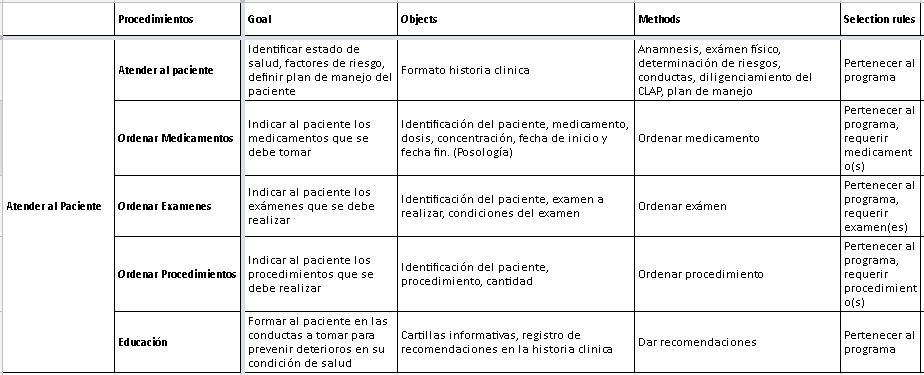 Procedimientos
Goal
Objects
Methods
Selection rules
Atender al Paciente
Atender al paciente
Identificar estado de
salud, factores de riesgo,
definir plan de manejo del
paciente
Formato historia clinica
Anamnesis, exámen físico,
determinación de riesgos,
conductas, diligenciamiento del
CLAP, plan de manejo
Pertenecer al
programa
Ordenar Medicamentos
Indicar al paciente los
medicamentos que se
debe tomar
Identificación del paciente, medicamento,
dosis, concentración, fecha de inicio y
fecha fin. (Posología)
Ordenar medicamento
Pertenecer al
programa,
requerir
medicament
o(s)
Ordenar Examenes
Indicar al paciente los
exámenes que se debe
realizar
Identificación del paciente, examen a
realizar, condiciones del examen
Ordenar exámen
Pertenecer al
programa,
requerir
examen(es)
Ordenar Procedimientos
Indicar al paciente los
procedimientos que se
debe realizar
Identificación del paciente,
procedimiento, cantidad
Ordenar procedimiento
Pertenecer al
programa,
requerir
procedimient
o(s)
Educación
Formar al paciente en las
conductas a tomar para
prevenir deterioros en su
condición de salud
Cartillas informativas, registro de
recomendaciones en la historia clinica
Dar recomendaciones
Pertenecer al
programa